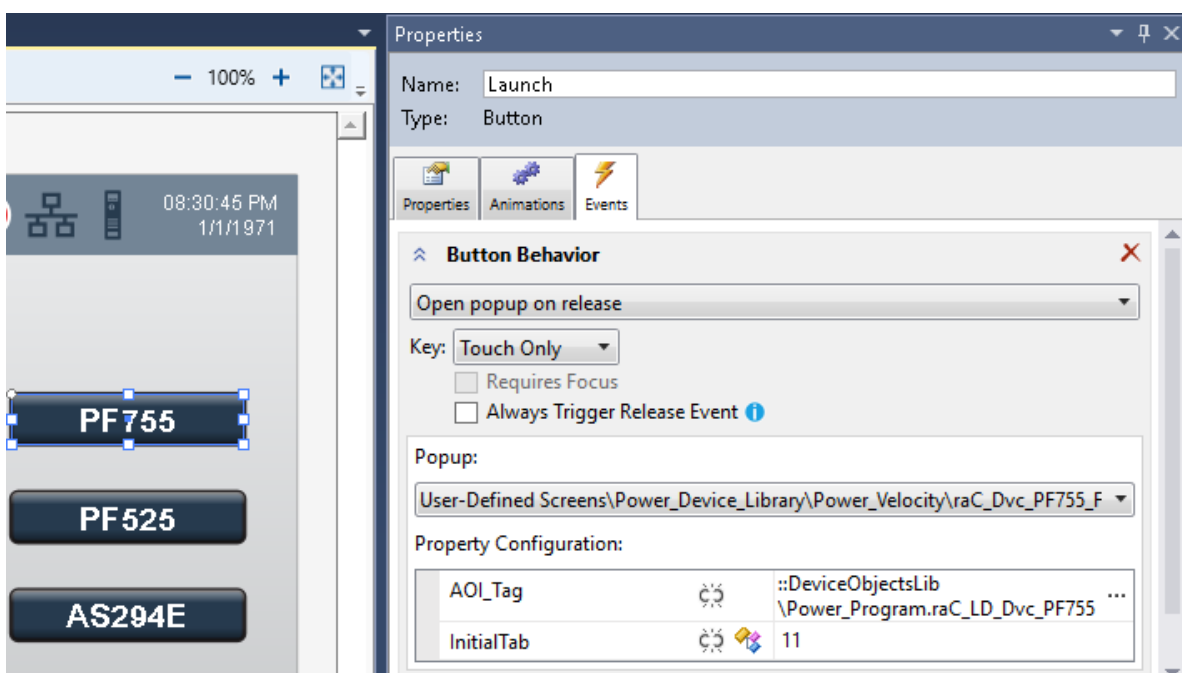 Properties
100%
Name: Launch
Type: Button
Properties Animations Events
08:30:45 PM
1/1/1971
Button Behavior
Open popup on release
Key: Touch Only
Requires Focus
Always Trigger Release Event
PF755
Popup:
User-Defined Screens\Power_Device_Library\Power_Velocity\raC_Dvc_PF755_F
PF525
Property Configuration:
AOI_Tag ::DeviceObjectsLib ...
\Power_Program.raC_LD_Dvc_PF755
AS294E
InitialTab 11